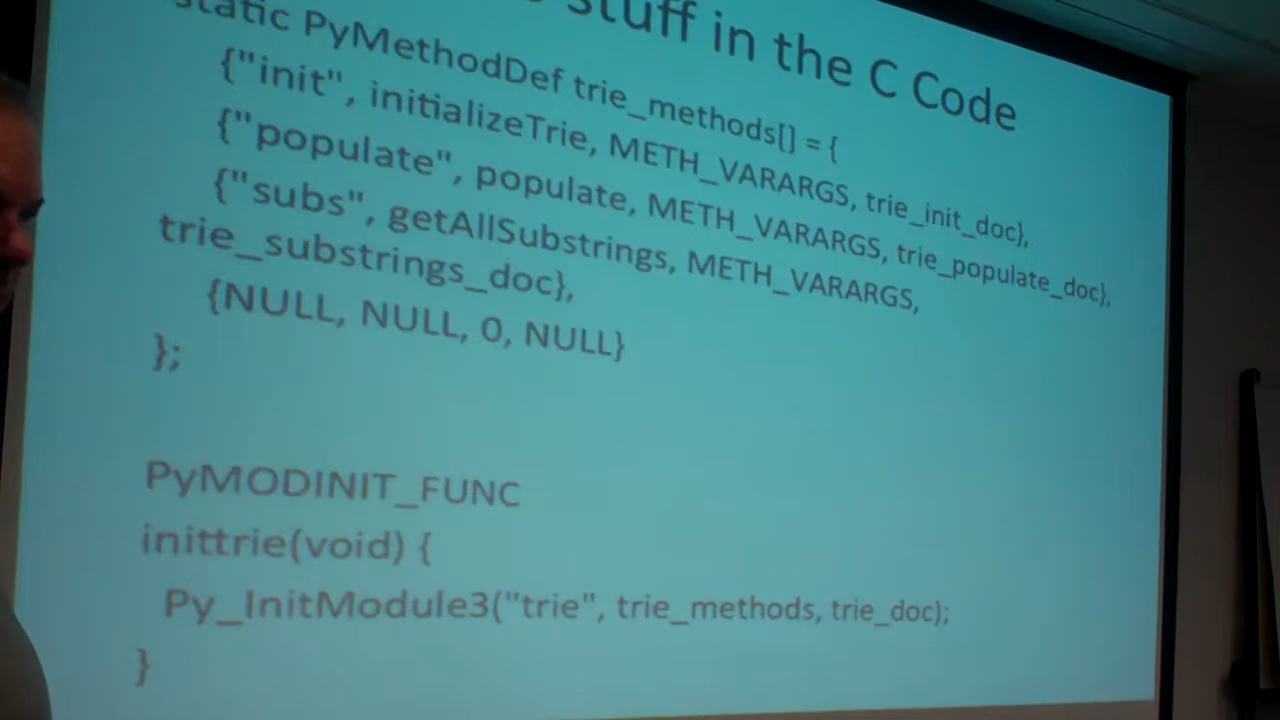 stuff in the C Code
static PyMethodDef trie_methods[] = {
{"init", initializeTrie, METH_VARARGS, trie_init_doc},
{"populate", populate, METH_VARARGS, trie_populate_doc},
{"subs", getAllSubstrings, METH_VARARGS,
trie_substrings_doc},
{NULL, NULL, 0, NULL}
};
PyMODINIT_FUNC
inittrie(void) {
Py_InitModule3("trie", trie_methods, trie_doc);
}